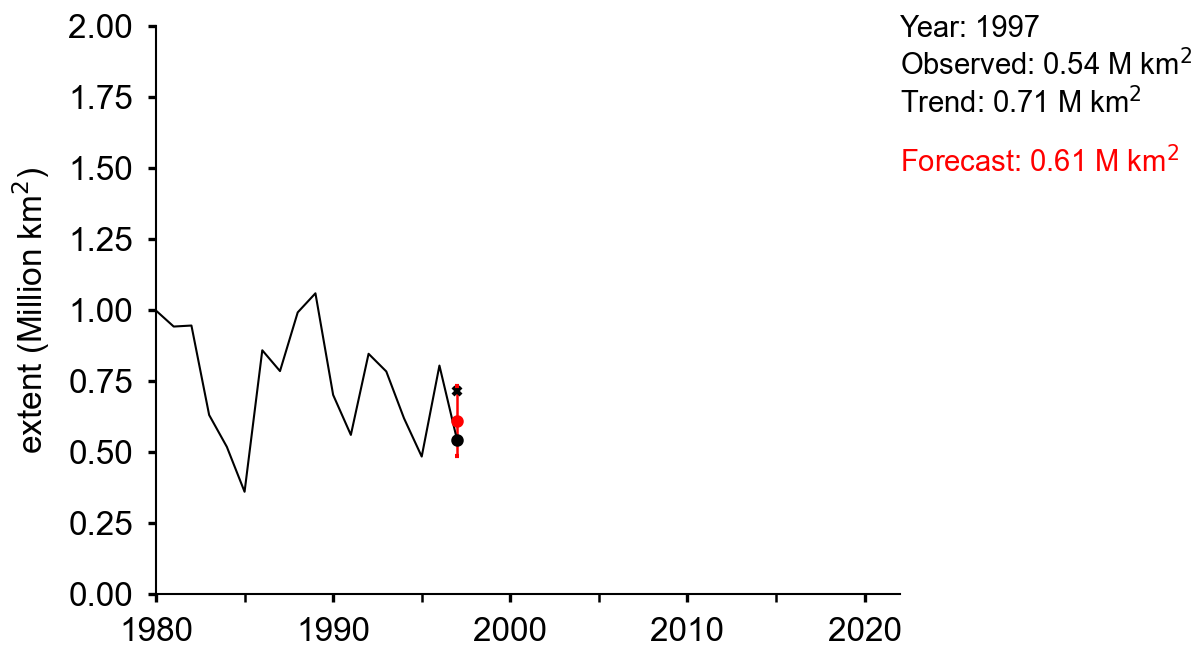 2.00
1.75
1.50
1.25
1.00
0.75
0.50
0.25
0.00
extent (Million km²)
1980 1990 2000 2010 2020
Year: 1997
Observed: 0.54 M km²
Trend: 0.71 M km²
Forecast: 0.61 M km²